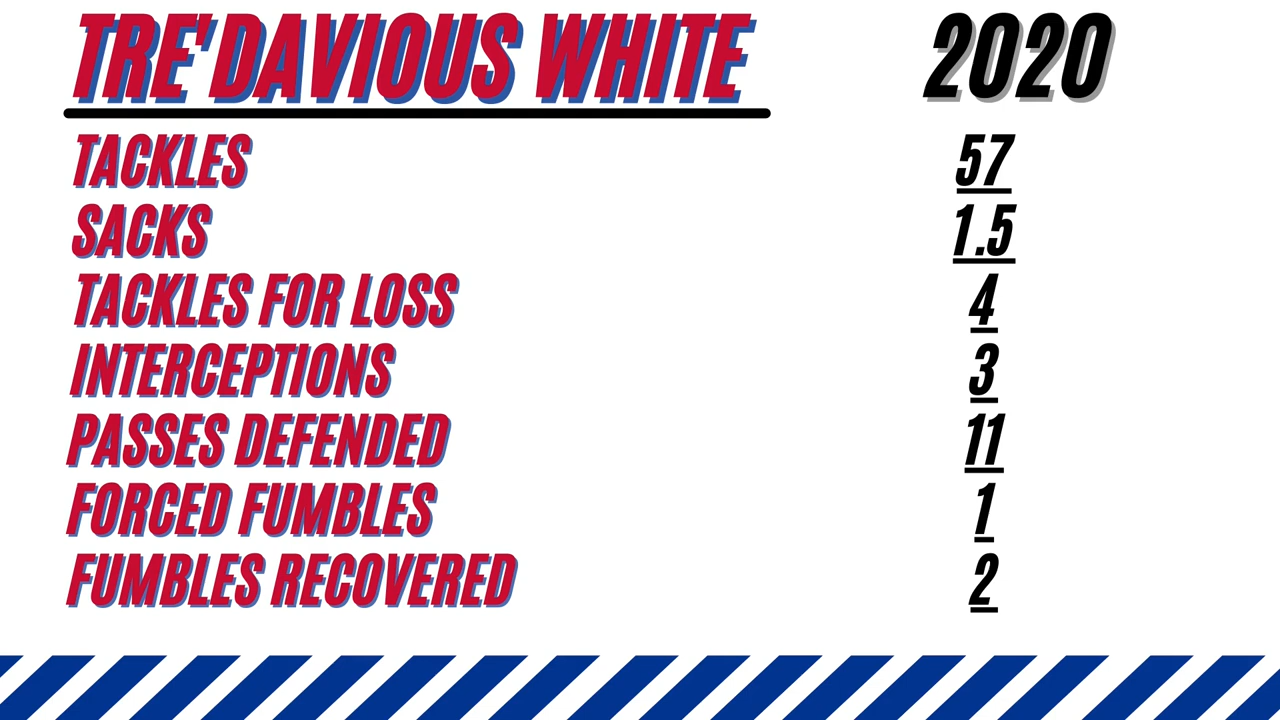 TRE'DAVIOUS WHITE 2020
TACKLES 57
SACKS 1.5
TACKLES FOR LOSS 4
INTERCEPTIONS 3
PASSES DEFENDED 11
FORCED FUMBLES 1
FUMBLES RECOVERED 2